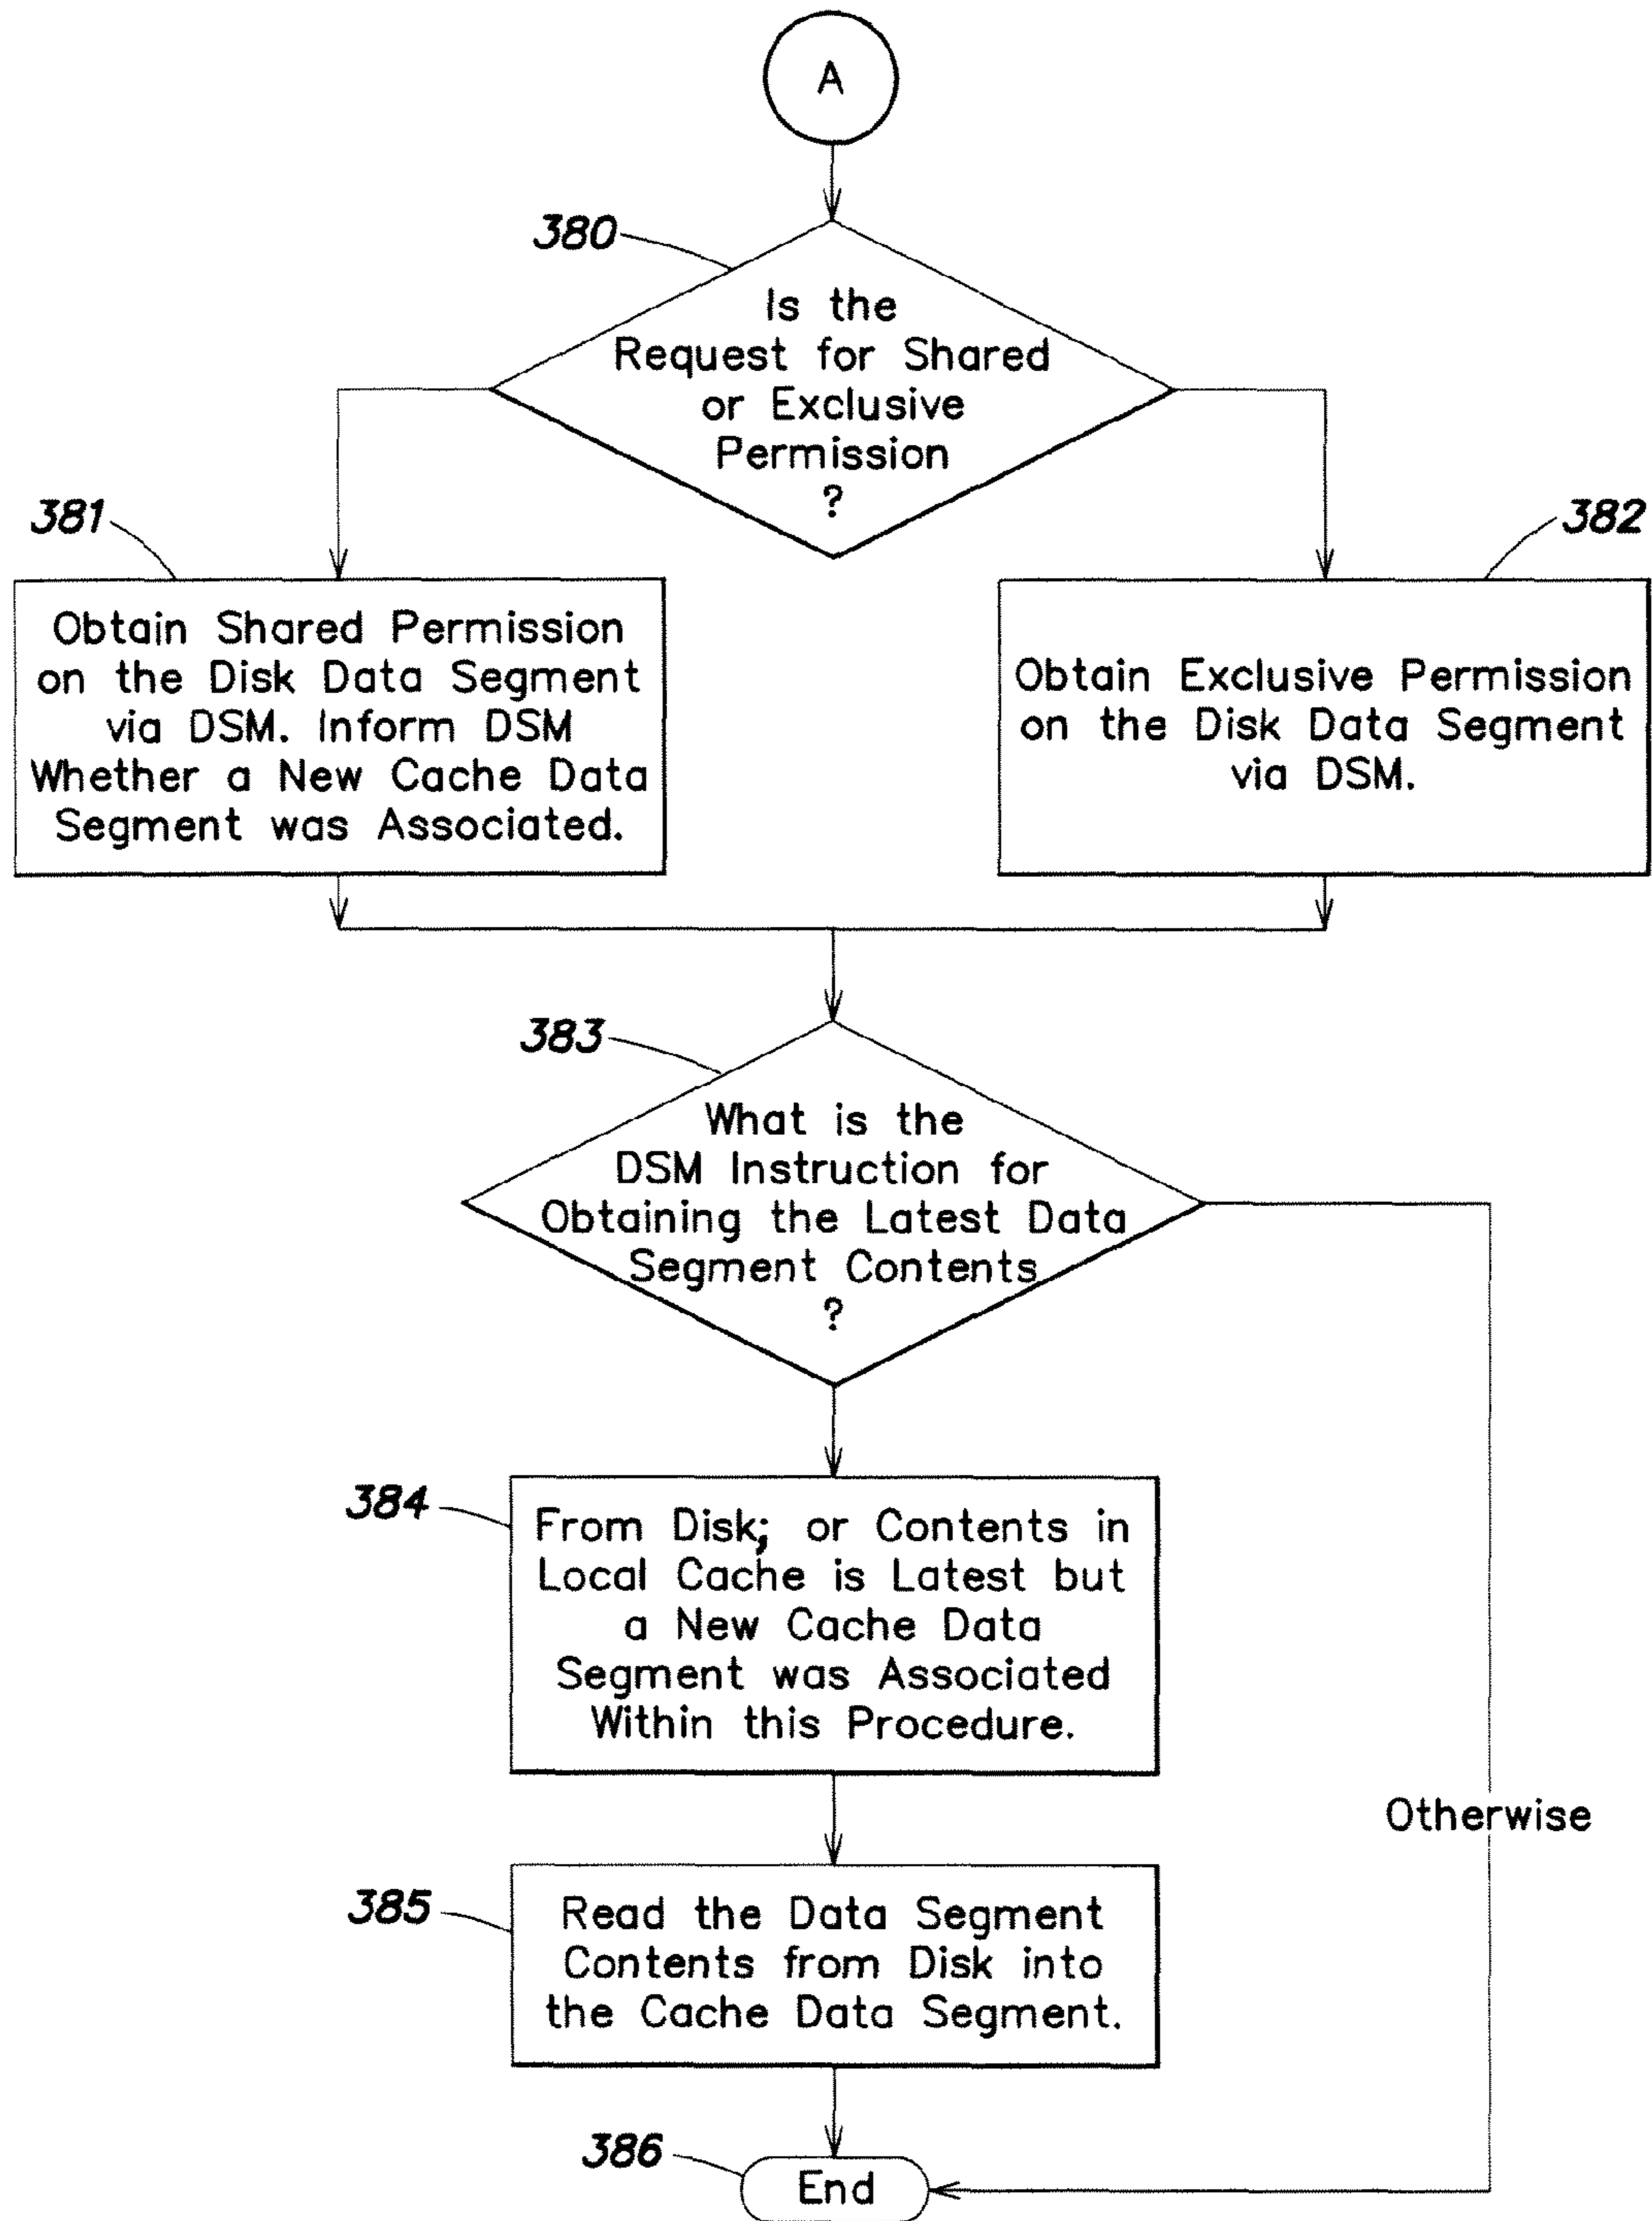 A
380
Is the
Request for Shared
or Exclusive
Permission
?
381
Obtain Shared Permission
on the Disk Data Segment
via DSM. Inform DSM
Whether a New Cache Data
Segment was Associated.
382
Obtain Exclusive Permission
on the Disk Data Segment
via DSM.
383
What is the
DSM Instruction for
Obtaining the Latest Data
Segment Contents
?
384
From Disk; or Contents in
Local Cache is Latest but
a New Cache Data
Segment was Associated
Within this Procedure.
Otherwise
385
Read the Data Segment
Contents from Disk into
the Cache Data Segment.
386
End